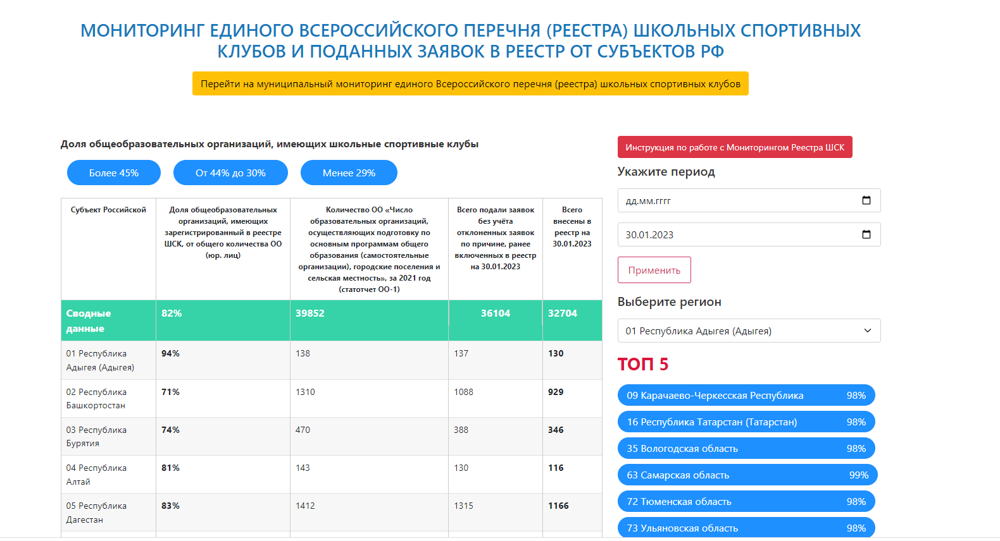 МОНИТОРИНГ ЕДИНОГО ВСЕРОССИЙСКОГО ПЕРЕЧНЯ (РЕЕСТРА) ШКОЛЬНЫХ СПОРТИВНЫХ
КЛУБОВ И ПОДАННЫХ ЗАЯВОК В РЕЕСТР ОТ СУБЪЕКТОВ РФ
Перейти на муниципальный мониторинг единого Всероссийского перечня (реестра) школьных спортивных клубов
Доля общеобразовательных организаций, имеющих школьные спортивные клубы
Более 45%
От 44% до 30%
Менее 29%
Субъект Российской
Доля общеобразовательных
организаций, имеющих
зарегистрированный в реестре
ШСК, от общего количества ОО
(юр. лиц)
Количество ОО «Число
образовательных организаций,
осуществляющих подготовку по
основным программам общего
образования (самостоятельные
организации), городские поселения и
сельская местность», за 2021 год
(статотчет ОО-1)
Всего подали заявок
без учёта
отклоненных заявок
по причине, ранее
включенных в реестр
на 30.01.2023
Всего
внесены в
реестр на
30.01.2023
Сводные
данные
82%
39852
36104
32704
01 Республика
Адыгея (Адыгея)
94%
138
137
130
02 Республика
Башкортостан
71%
1310
1088
929
03 Республика
Бурятия
74%
470
388
346
04 Республика
Алтай
81%
143
130
116
05 Республика
Дагестан
83%
1412
1315
1166
Инструкция по работе с Мониторингом Реестра ШСК
Укажите период
дд.мм.гггг
30.01.2023
Применить
Выберите регион
01 Республика Адыгея (Адыгея)
ТОП 5
09 Карачаево-Черкесская Республика 98%
16 Республика Татарстан (Татарстан) 98%
35 Вологодская область 98%
63 Самарская область 99%
72 Тюменская область 98%
73 Ульяновская область 98%